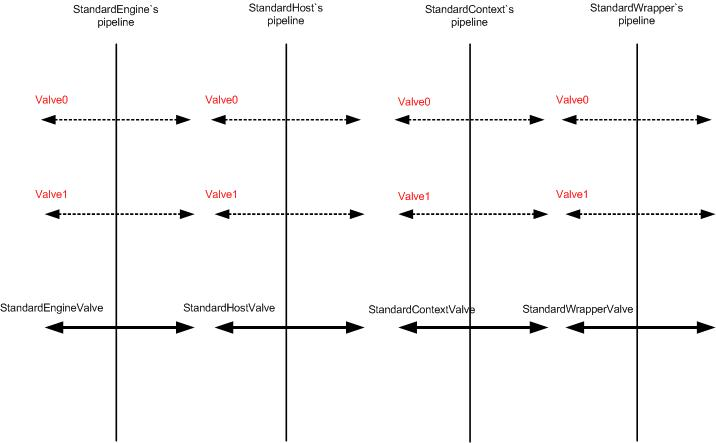 StandardEngine`s
pipeline
StandardHost`s
pipeline
StandardContext`s
pipeline
StandardWrapper`s
pipeline
Valve0
Valve0
Valve0
Valve0
Valve1
Valve1
Valve1
Valve1
StandardEngineValve
StandardHostValve
StandardContextValve
StandardWrapperValve